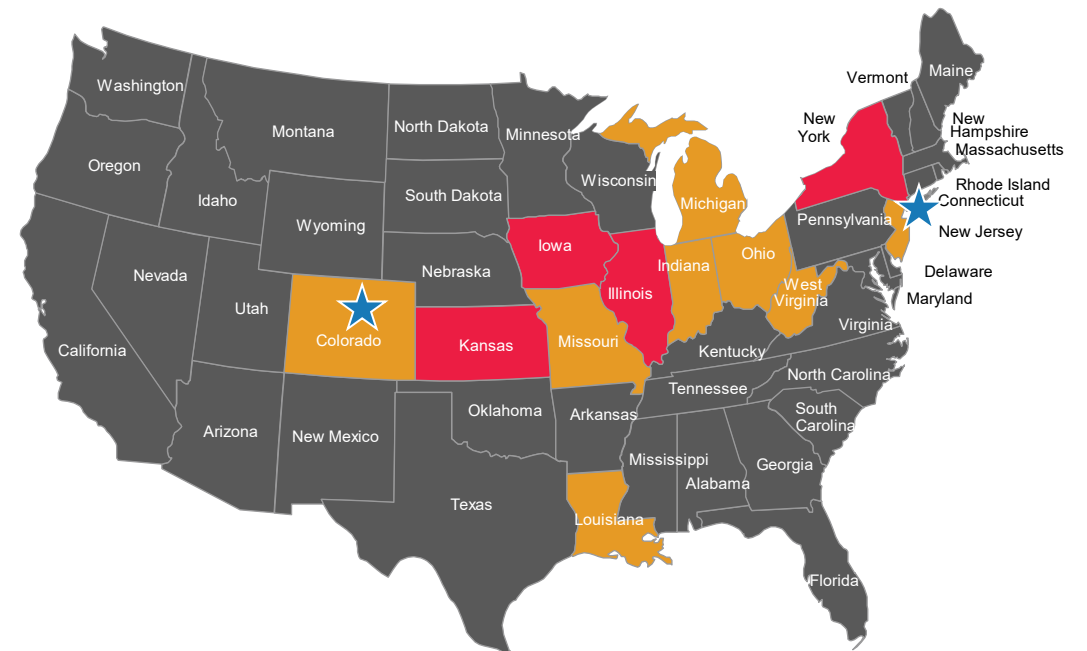 Vermont
Maine
Washington
New
York
New
Hampshire
Massachusetts
Montana
North Dakota
Minnesota
Oregon
Wisconsin
Rhode Island
Connecticut
Idaho
South Dakota
Michigan
Wyoming
Pennsylvania
New Jersey
Iowa
Ohio
Nevada
Nebraska
Indiana
Delaware
West
Virginia
Utah
Illinois
Maryland
Colorado
Virginia
California
Kansas
Missouri
Kentucky
North Carolina
Tennessee
Oklahoma
Arkansas
South
Carolina
Arizona
New Mexico
Mississippi
Georgia
Alabama
Texas
Louisiana
Florida